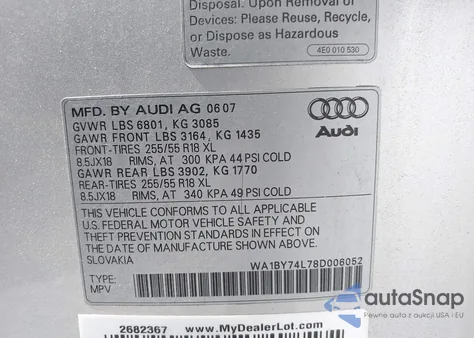 Disposal. Upon Removal of
Devices: Please Reuse, Recycle,
or Dispose as Hazardous
Waste.
4E0 010 530
MFD. BY AUDI AG 06 07
GVWR LBS 6801, KG 3085
GAWR FRONT LBS 3164, KG 1435
FRONT-TIRES 255/55 R18 XL
8.5JX18 RIMS, AT 300 KPA 44 PSI COLD
GAWR REAR LBS 3902, KG 1770
REAR-TIRES 255/55 R18 XL
8.5JX18 RIMS, AT 340 KPA 49 PSI COLD
Audi
THIS VEHICLE CONFORMS TO ALL APPLICABLE
U.S. FEDERAL MOTOR VEHICLE SAFETY AND
THEFT PREVENTION STANDARDS IN EFFECT ON
THE DATE OF MANUFACTURE SHOWN ABOVE.
SLOVAKIA
WA1BY74L78D006052
TYPE:
MPV
autoSnap
Autopartner for USA i EU
2682367 www.MyDealerLot.com